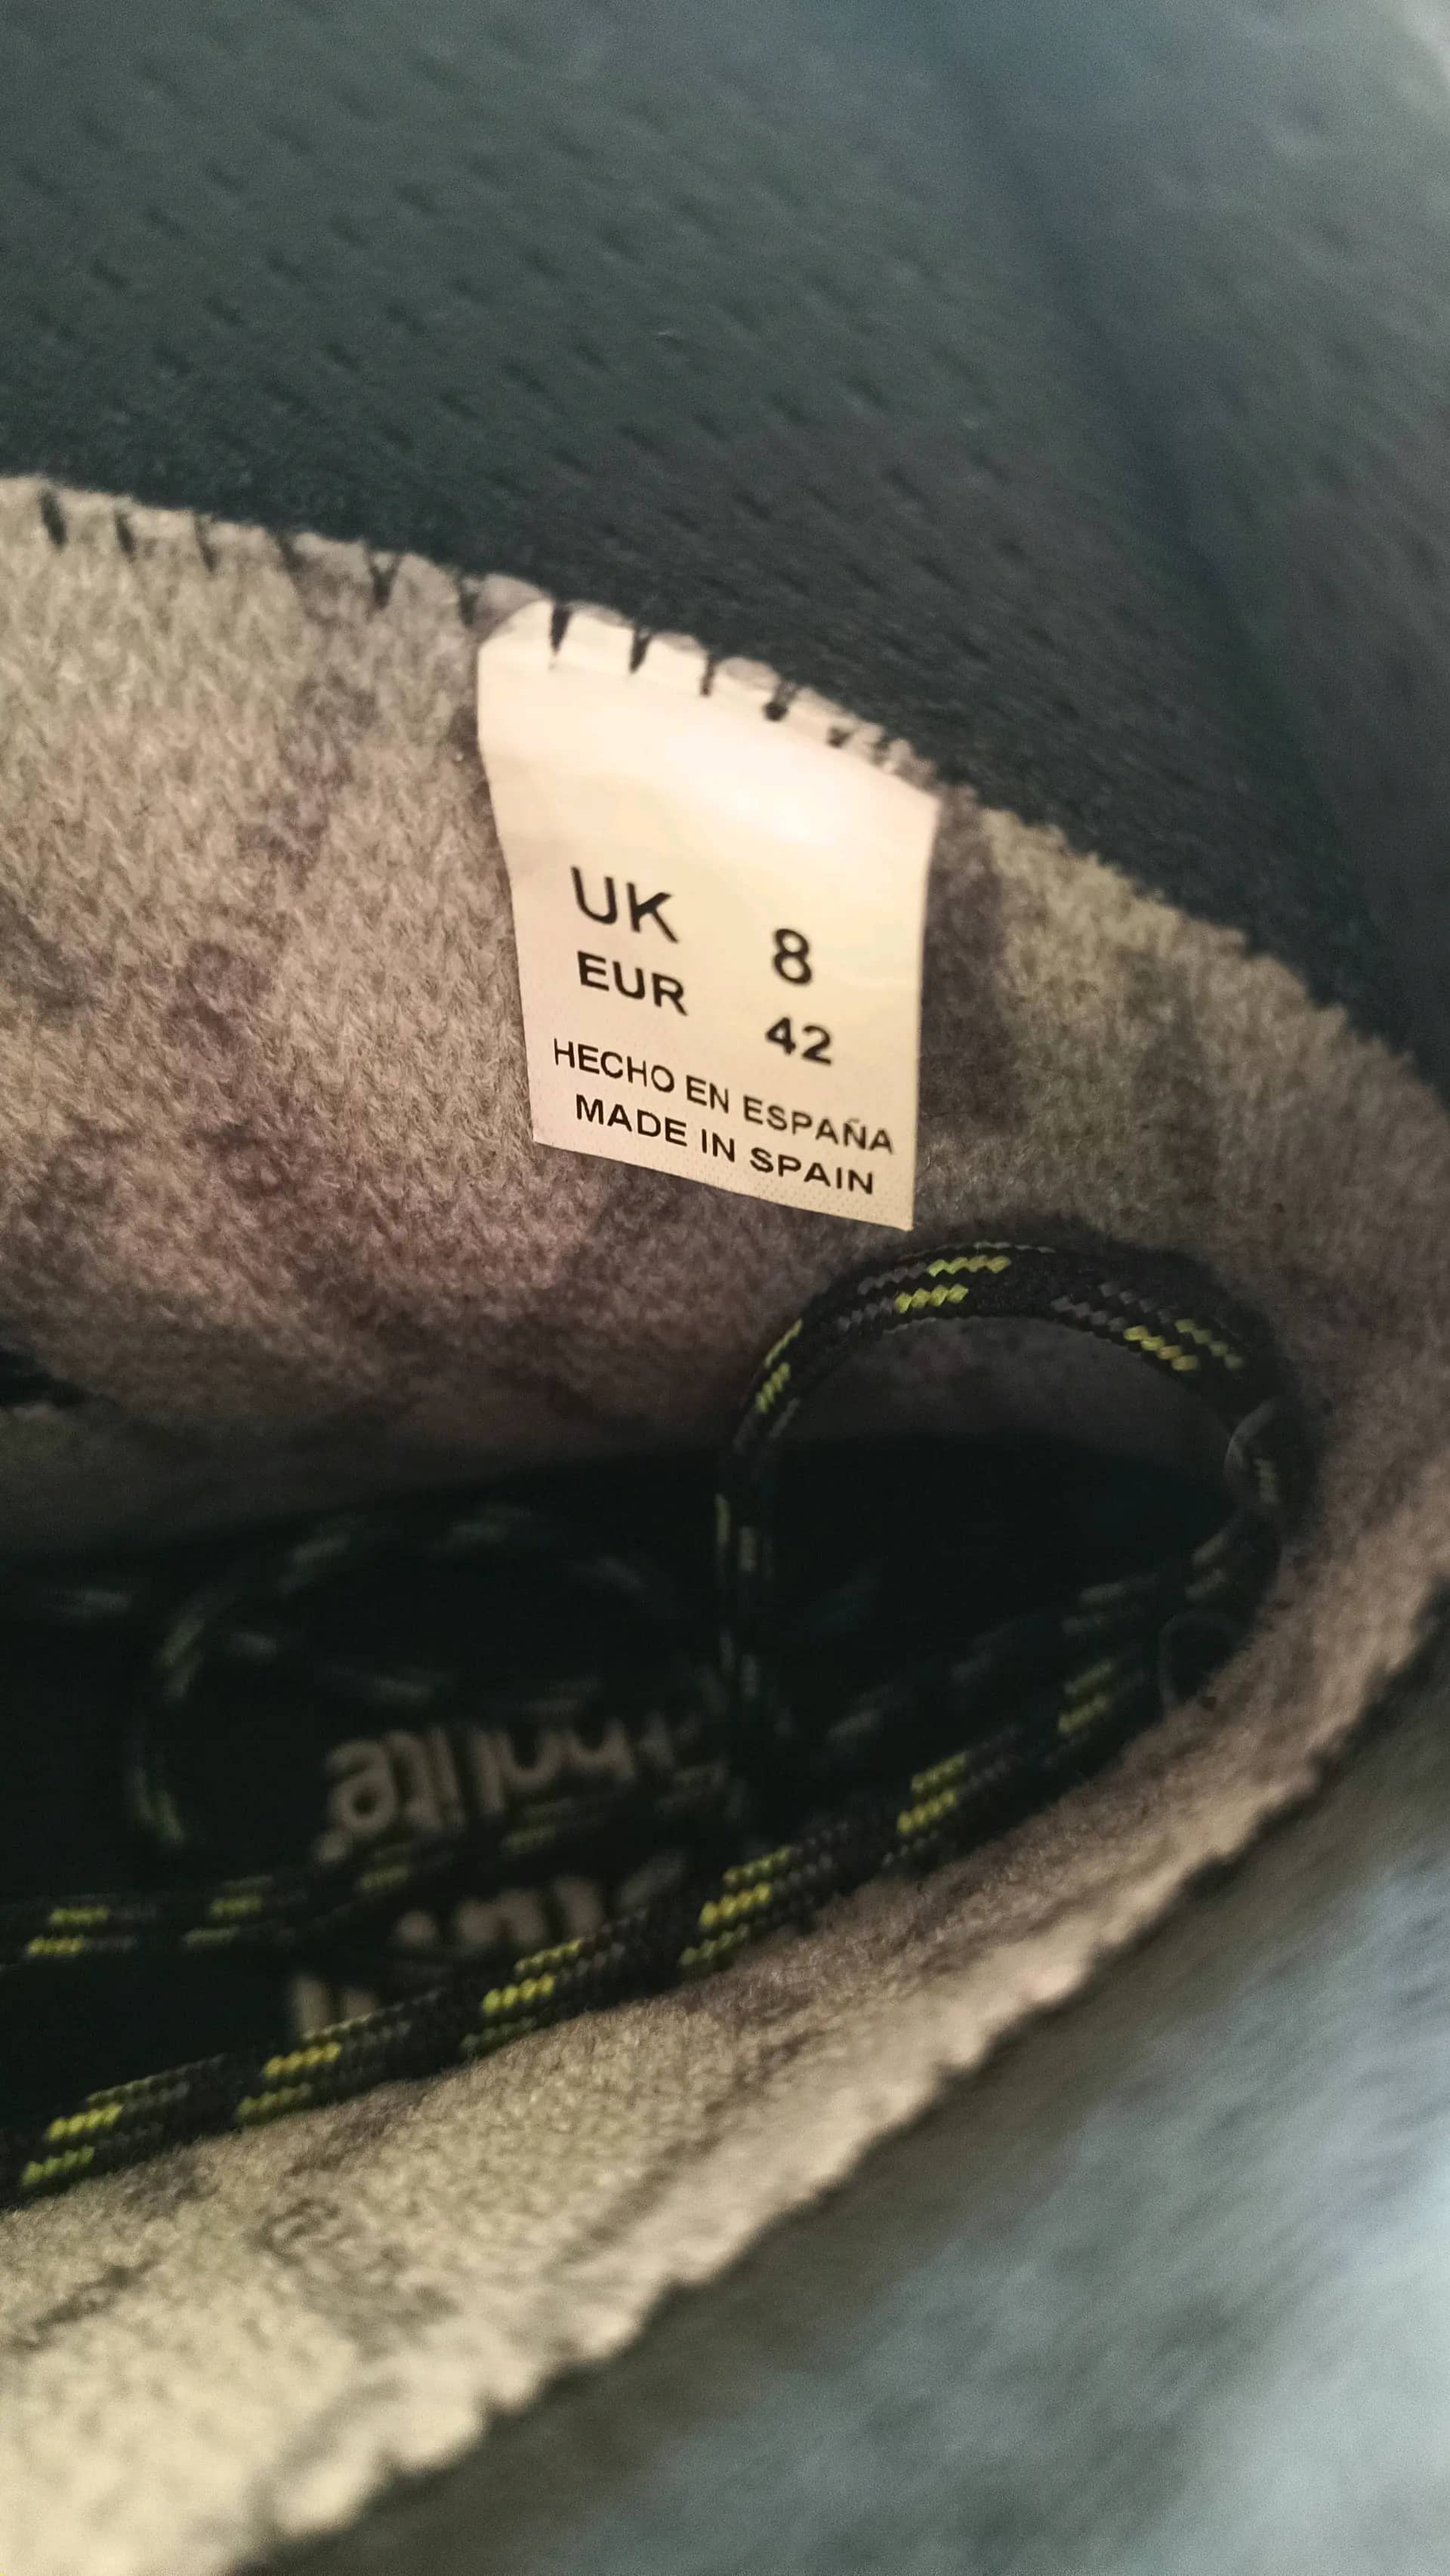 UK 8
EUR 42
HECHO EN ESPAÑA
MADE IN SPAIN